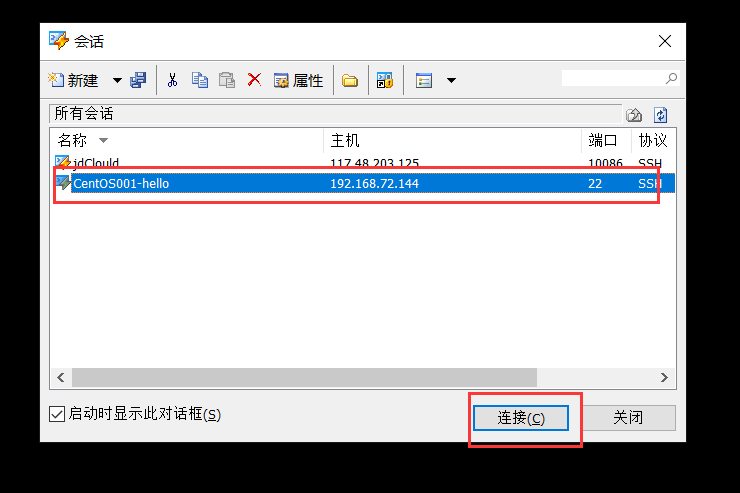 会话
新建 属性
所有会话
名称 主机 端口 协议
jdClould 117.48.203.125 10086 SSH
CentOS001-hello 192.168.72.144 22 SSH
启动时显示此对话框(S)
连接(C) 关闭